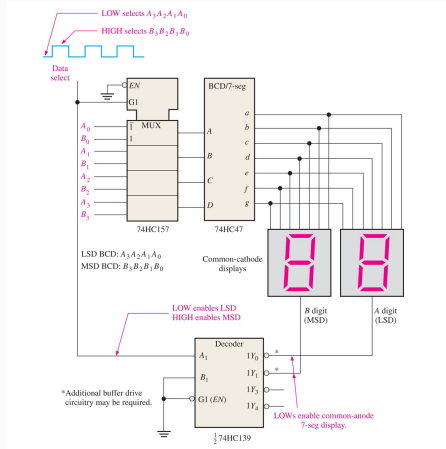 LOW selects A3A2A1A0
HIGH selects B3B2B1B0
Data
select
EN
G1
BCD/7-seg
MUX
A0
B0
A1
B1
A2
B2
A3
B3
1
1
A
B
C
D
a
b
c
d
e
f
g
74HC157
74HC47
LSD BCD: A3A2A1A0
MSD BCD: B3B2B1B0
Common-cathode
displays
B digit
(MSD)
A digit
(LSD)
LOW enables LSD
HIGH enables MSD
Decoder
A1
B1
G1 (EN)
1Y0
1Y1
1Y3
1Y4
*
*
*Additional buffer drive
circuitry may be required.
LOWs enable common-anode
7-seg display.
1/2 74HC139